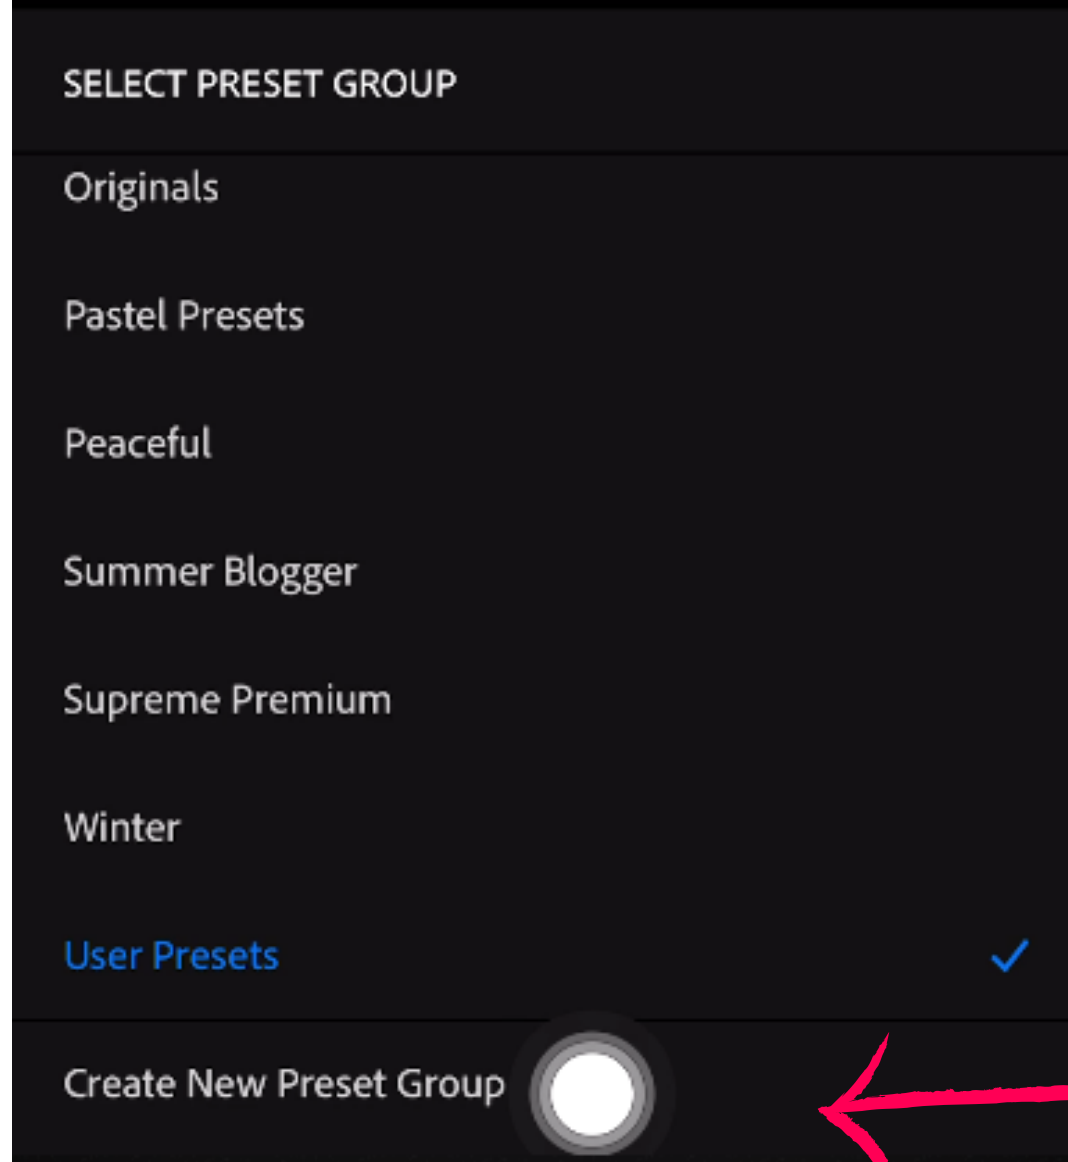 SELECT PRESET GROUP
Originals
Pastel Presets
Peaceful
Summer Blogger
Supreme Premium
Winter
User Presets
Create New Preset Group